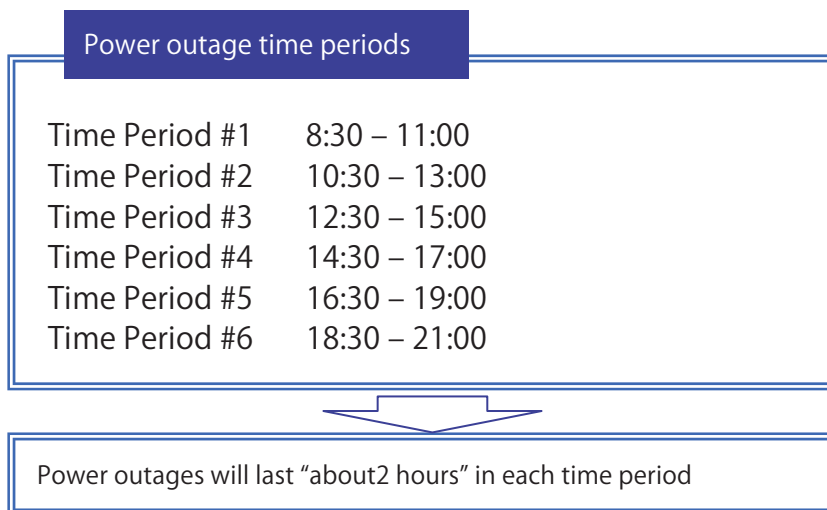 Power outage time periods
Time Period #1 8:30 – 11:00
Time Period #2 10:30 – 13:00
Time Period #3 12:30 – 15:00
Time Period #4 14:30 – 17:00
Time Period #5 16:30 – 19:00
Time Period #6 18:30 – 21:00
Power outages will last “about2 hours” in each time period